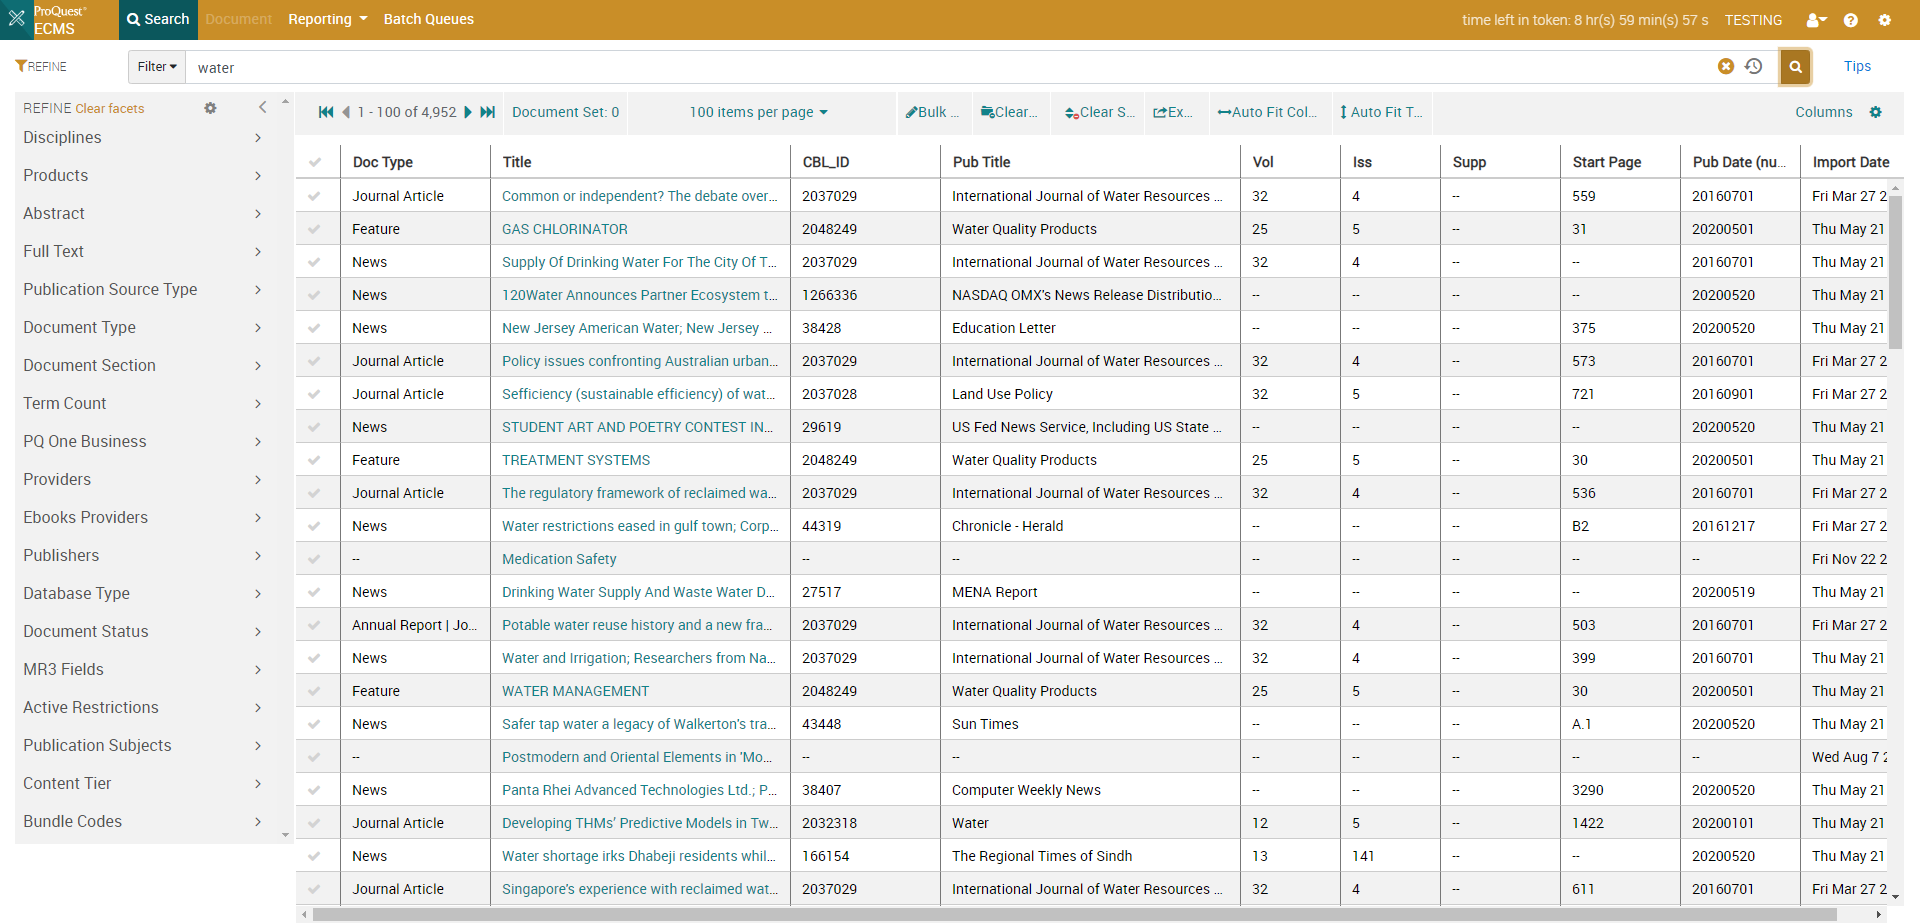 ProQuest®
ECMS
Search Document Reporting Batch Queues time left in token: 8 hr(s) 59 min(s) 57 s TESTING
REFINE Filter water Tips
REFINE Clear facets 1 - 100 of 4,952 Document Set: 0 100 items per page Bulk ... Clear... Clear S... Ex... Auto Fit Col... Auto Fit T... Columns
Disciplines
Products
Abstract
Full Text
Publication Source Type
Document Type
Document Section
Term Count
PQ One Business
Providers
Ebooks Providers
Publishers
Database Type
Document Status
MR3 Fields
Active Restrictions
Publication Subjects
Content Tier
Bundle Codes
Doc Type Title CBL_ID Pub Title Vol Iss Supp Start Page Pub Date (nu... Import Date
Journal Article Common or independent? The debate over... 2037029 International Journal of Water Resources ... 32 4 -- 559 20160701 Fri Mar 27 2
Feature GAS CHLORINATOR 2048249 Water Quality Products 25 5 -- 31 20200501 Thu May 21
News Supply Of Drinking Water For The City Of T... 2037029 International Journal of Water Resources ... 32 4 -- -- 20160701 Thu May 21
News 120Water Announces Partner Ecosystem t... 1266336 NASDAQ OMX's News Release Distributio... -- -- -- -- 20200520 Thu May 21
News New Jersey American Water; New Jersey ... 38428 Education Letter -- -- -- 375 20200520 Thu May 21
Journal Article Policy issues confronting Australian urban... 2037029 International Journal of Water Resources ... 32 4 -- 573 20160701 Fri Mar 27 2
Journal Article Sefficiency (sustainable efficiency) of wat... 2037028 Land Use Policy 32 5 -- 721 20160901 Fri Mar 27 2
News STUDENT ART AND POETRY CONTEST IN... 29619 US Fed News Service, Including US State ... -- -- -- -- 20200520 Thu May 21
Feature TREATMENT SYSTEMS 2048249 Water Quality Products 25 5 -- 30 20200501 Thu May 21
Journal Article The regulatory framework of reclaimed wa... 2037029 International Journal of Water Resources ... 32 4 -- 536 20160701 Fri Mar 27 2
News Water restrictions eased in gulf town; Corp... 44319 Chronicle - Herald -- -- -- B2 20161217 Fri Mar 27 2
-- Medication Safety -- -- -- -- -- -- -- Fri Nov 22 2
News Drinking Water Supply And Waste Water D... 27517 MENA Report -- -- -- -- 20200519 Thu May 21
Annual Report | Jo... Potable water reuse history and a new fra... 2037029 International Journal of Water Resources ... 32 4 -- 503 20160701 Fri Mar 27 2
News Water and Irrigation; Researchers from Na... 2037029 International Journal of Water Resources ... 32 4 -- 399 20160701 Thu May 21
Feature WATER MANAGEMENT 2048249 Water Quality Products 25 5 -- 30 20200501 Thu May 21
News Safer tap water a legacy of Walkerton's tra... 43448 Sun Times -- -- -- A.1 20200520 Thu May 21
-- Postmodern and Oriental Elements in 'Mo... -- -- -- -- -- -- -- Wed Aug 7 2
News Panta Rhei Advanced Technologies Ltd.; P... 38407 Computer Weekly News -- -- -- 3290 20200520 Thu May 21
Journal Article Developing THMs' Predictive Models in Tw... 2032318 Water 12 5 -- 1422 20200101 Thu May 21
News Water shortage irks Dhabeji residents whil... 166154 The Regional Times of Sindh 13 141 -- -- 20200520 Thu May 21
Journal Article Singapore's experience with reclaimed wat... 2037029 International Journal of Water Resources ... 32 4 -- 611 20160701 Fri Mar 27 2